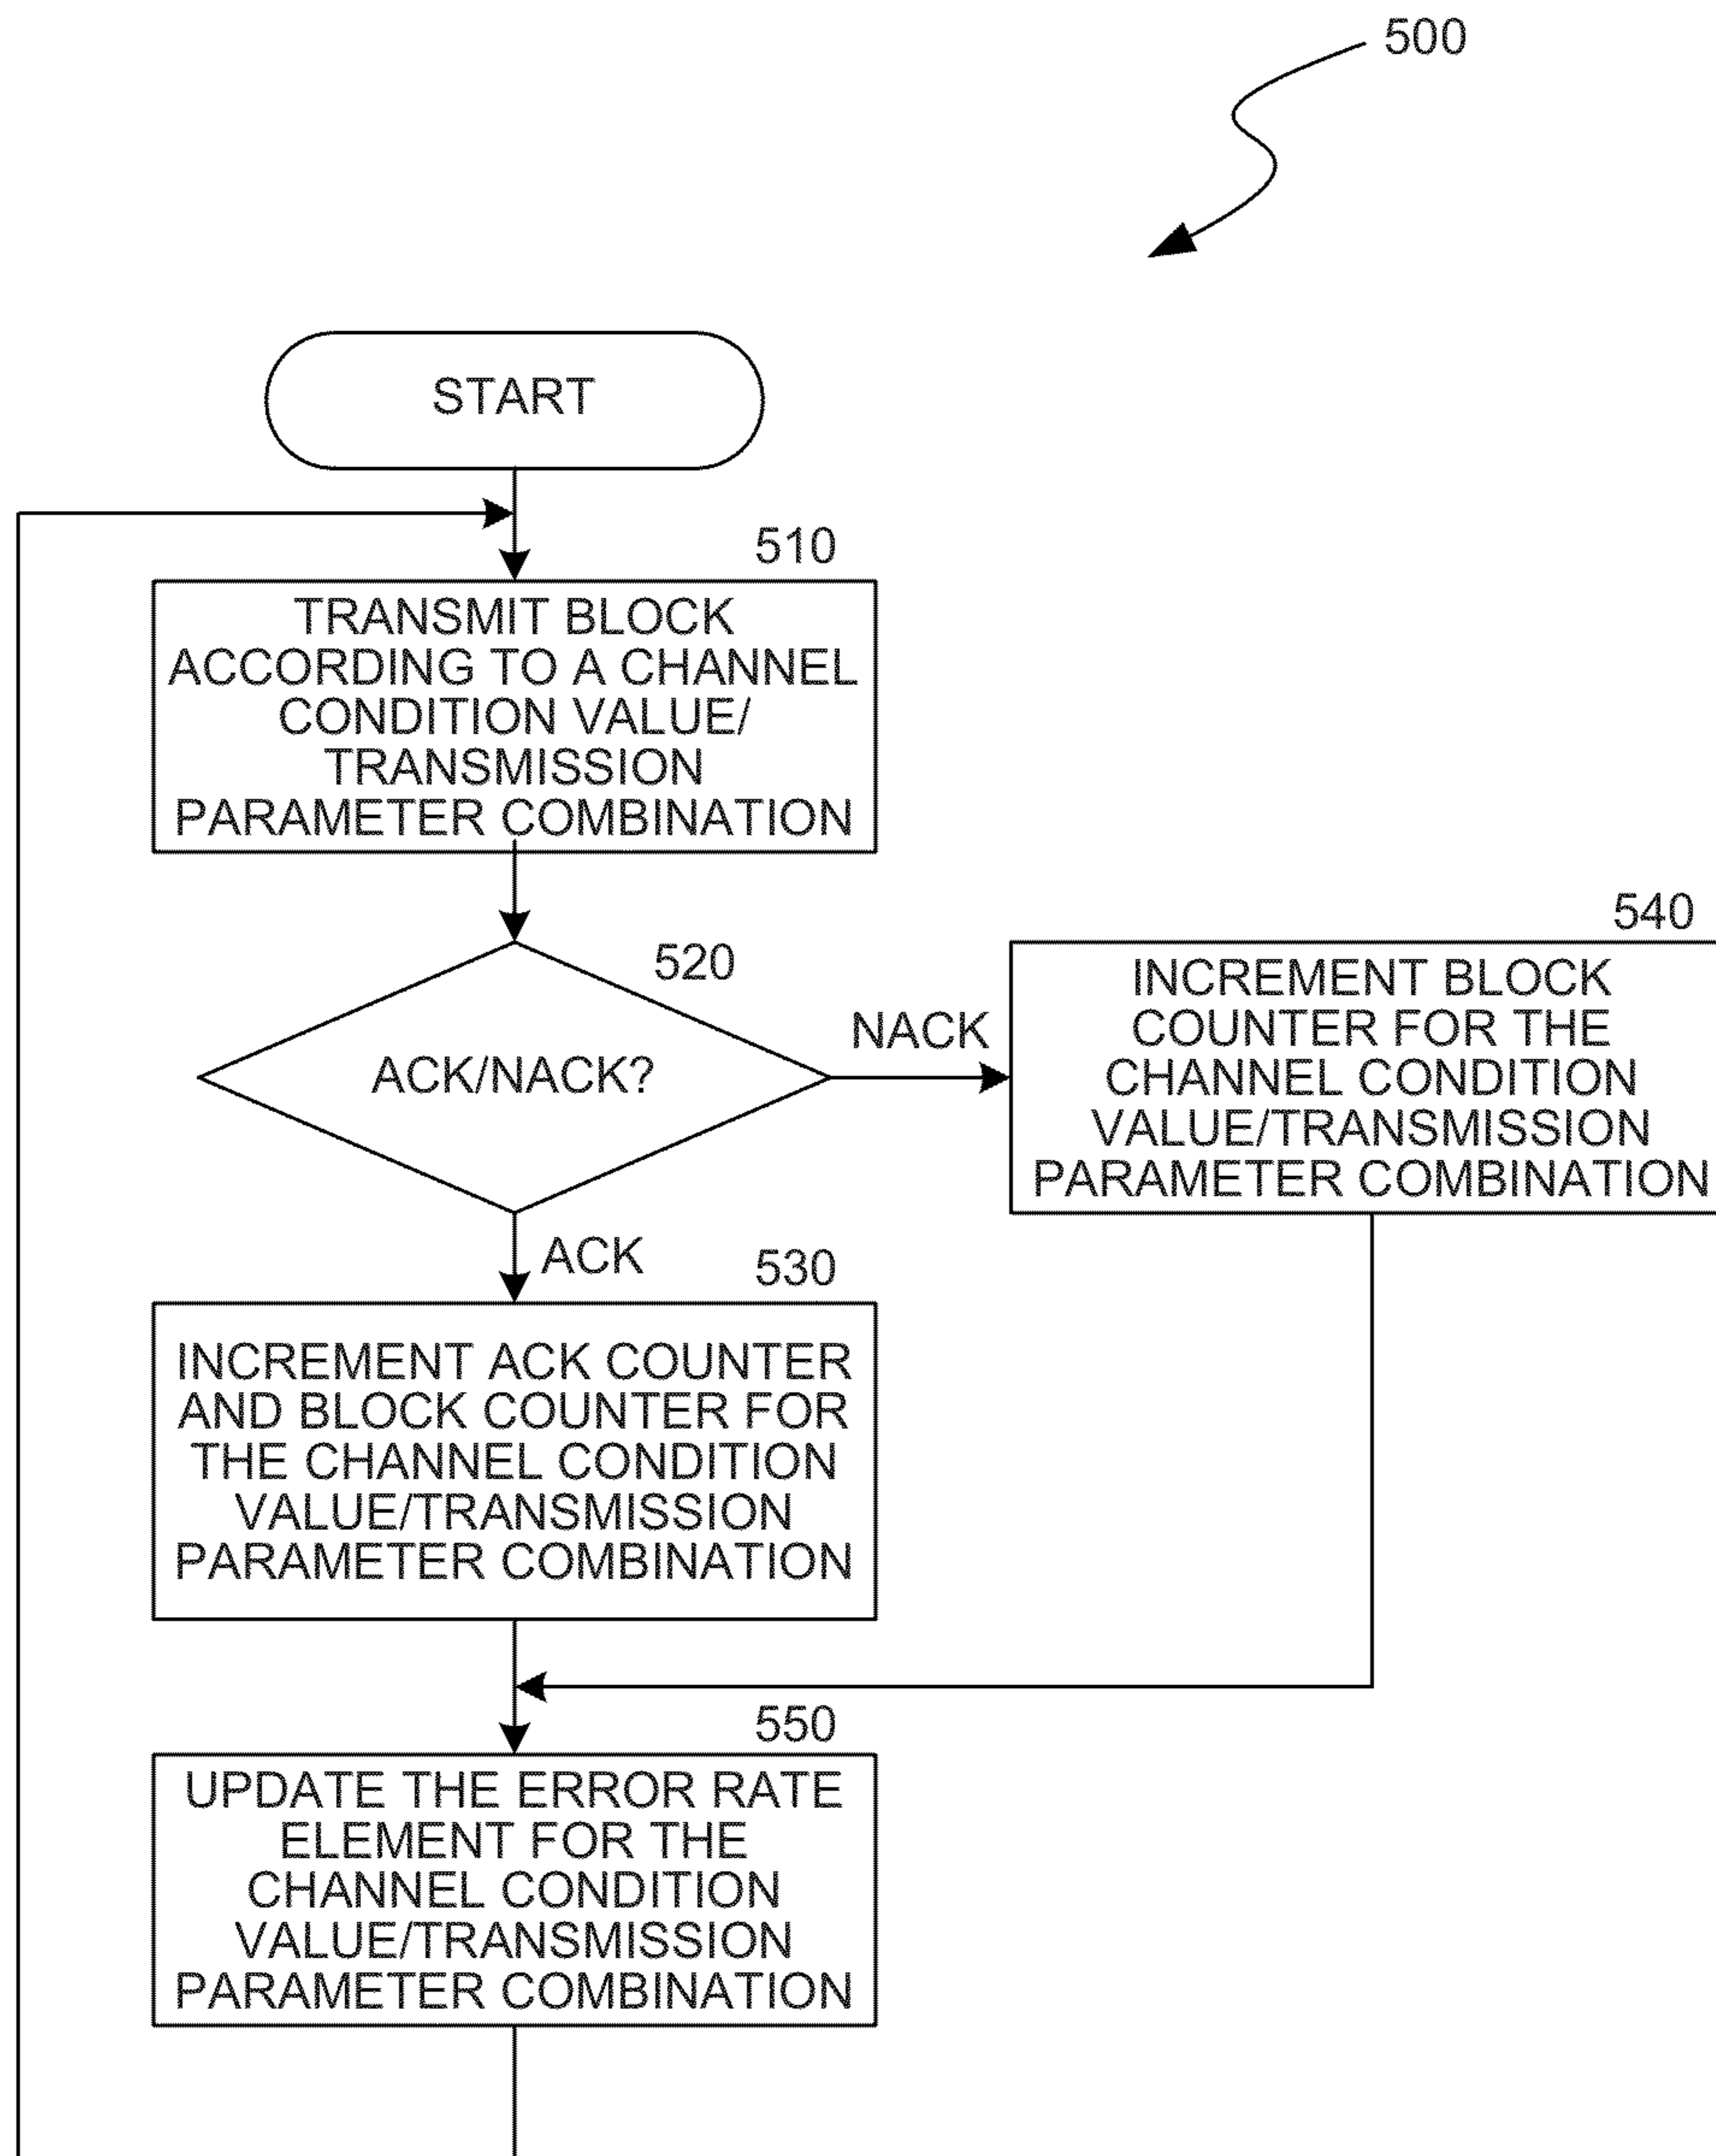 500
START
510
TRANSMIT BLOCK
ACCORDING TO A CHANNEL
CONDITION VALUE/
TRANSMISSION
PARAMETER COMBINATION
520
ACK/NACK?
NACK
540
INCREMENT BLOCK
COUNTER FOR THE
CHANNEL CONDITION
VALUE/TRANSMISSION
PARAMETER COMBINATION
ACK
530
INCREMENT ACK COUNTER
AND BLOCK COUNTER FOR
THE CHANNEL CONDITION
VALUE/TRANSMISSION
PARAMETER COMBINATION
550
UPDATE THE ERROR RATE
ELEMENT FOR THE
CHANNEL CONDITION
VALUE/TRANSMISSION
PARAMETER COMBINATION